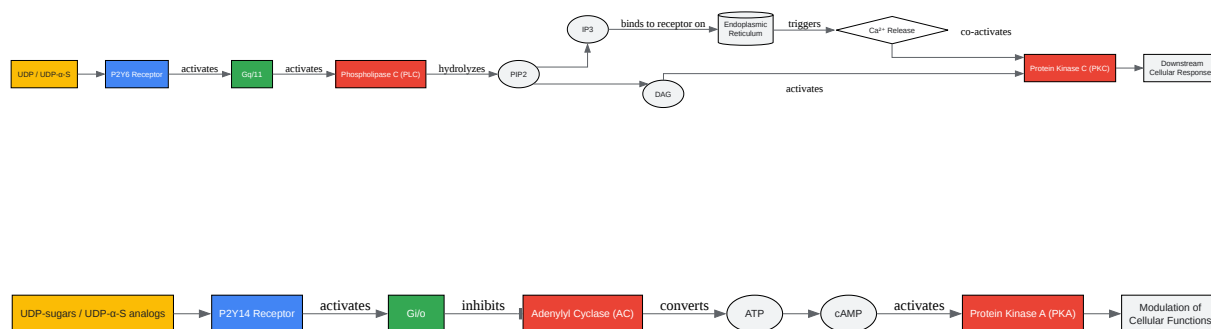 UDP / UDP-α-S
P2Y6 Receptor
activates
Gq/11
activates
Phospholipase C (PLC)
hydrolyzes
PIP2
IP3
binds to receptor on
Endoplasmic
Reticulum
triggers
Ca²⁺ Release
co-activates
DAG
activates
Protein Kinase C (PKC)
Downstream
Cellular Response
UDP-sugars / UDP-α-S analogs
P2Y14 Receptor
activates
Gi/o
inhibits
Adenylyl Cyclase (AC)
converts
ATP
cAMP
activates
Protein Kinase A (PKA)
Modulation of
Cellular Functions